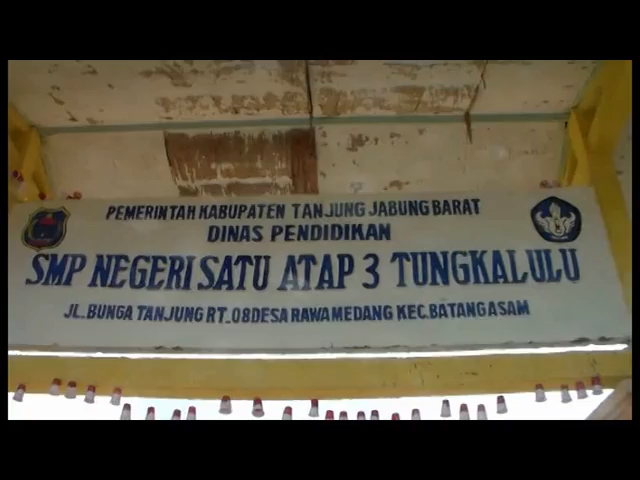 PEMERINTAH KABUPATEN TANJUNG JABUNG BARAT
DINAS PENDIDIKAN
SMP NEGERI SATU ATAP 3 TUNGKAL ULU
JL.BUNGA TANJUNG RT.08 DESA RAWA MEDANG KEC.BATANG ASAM